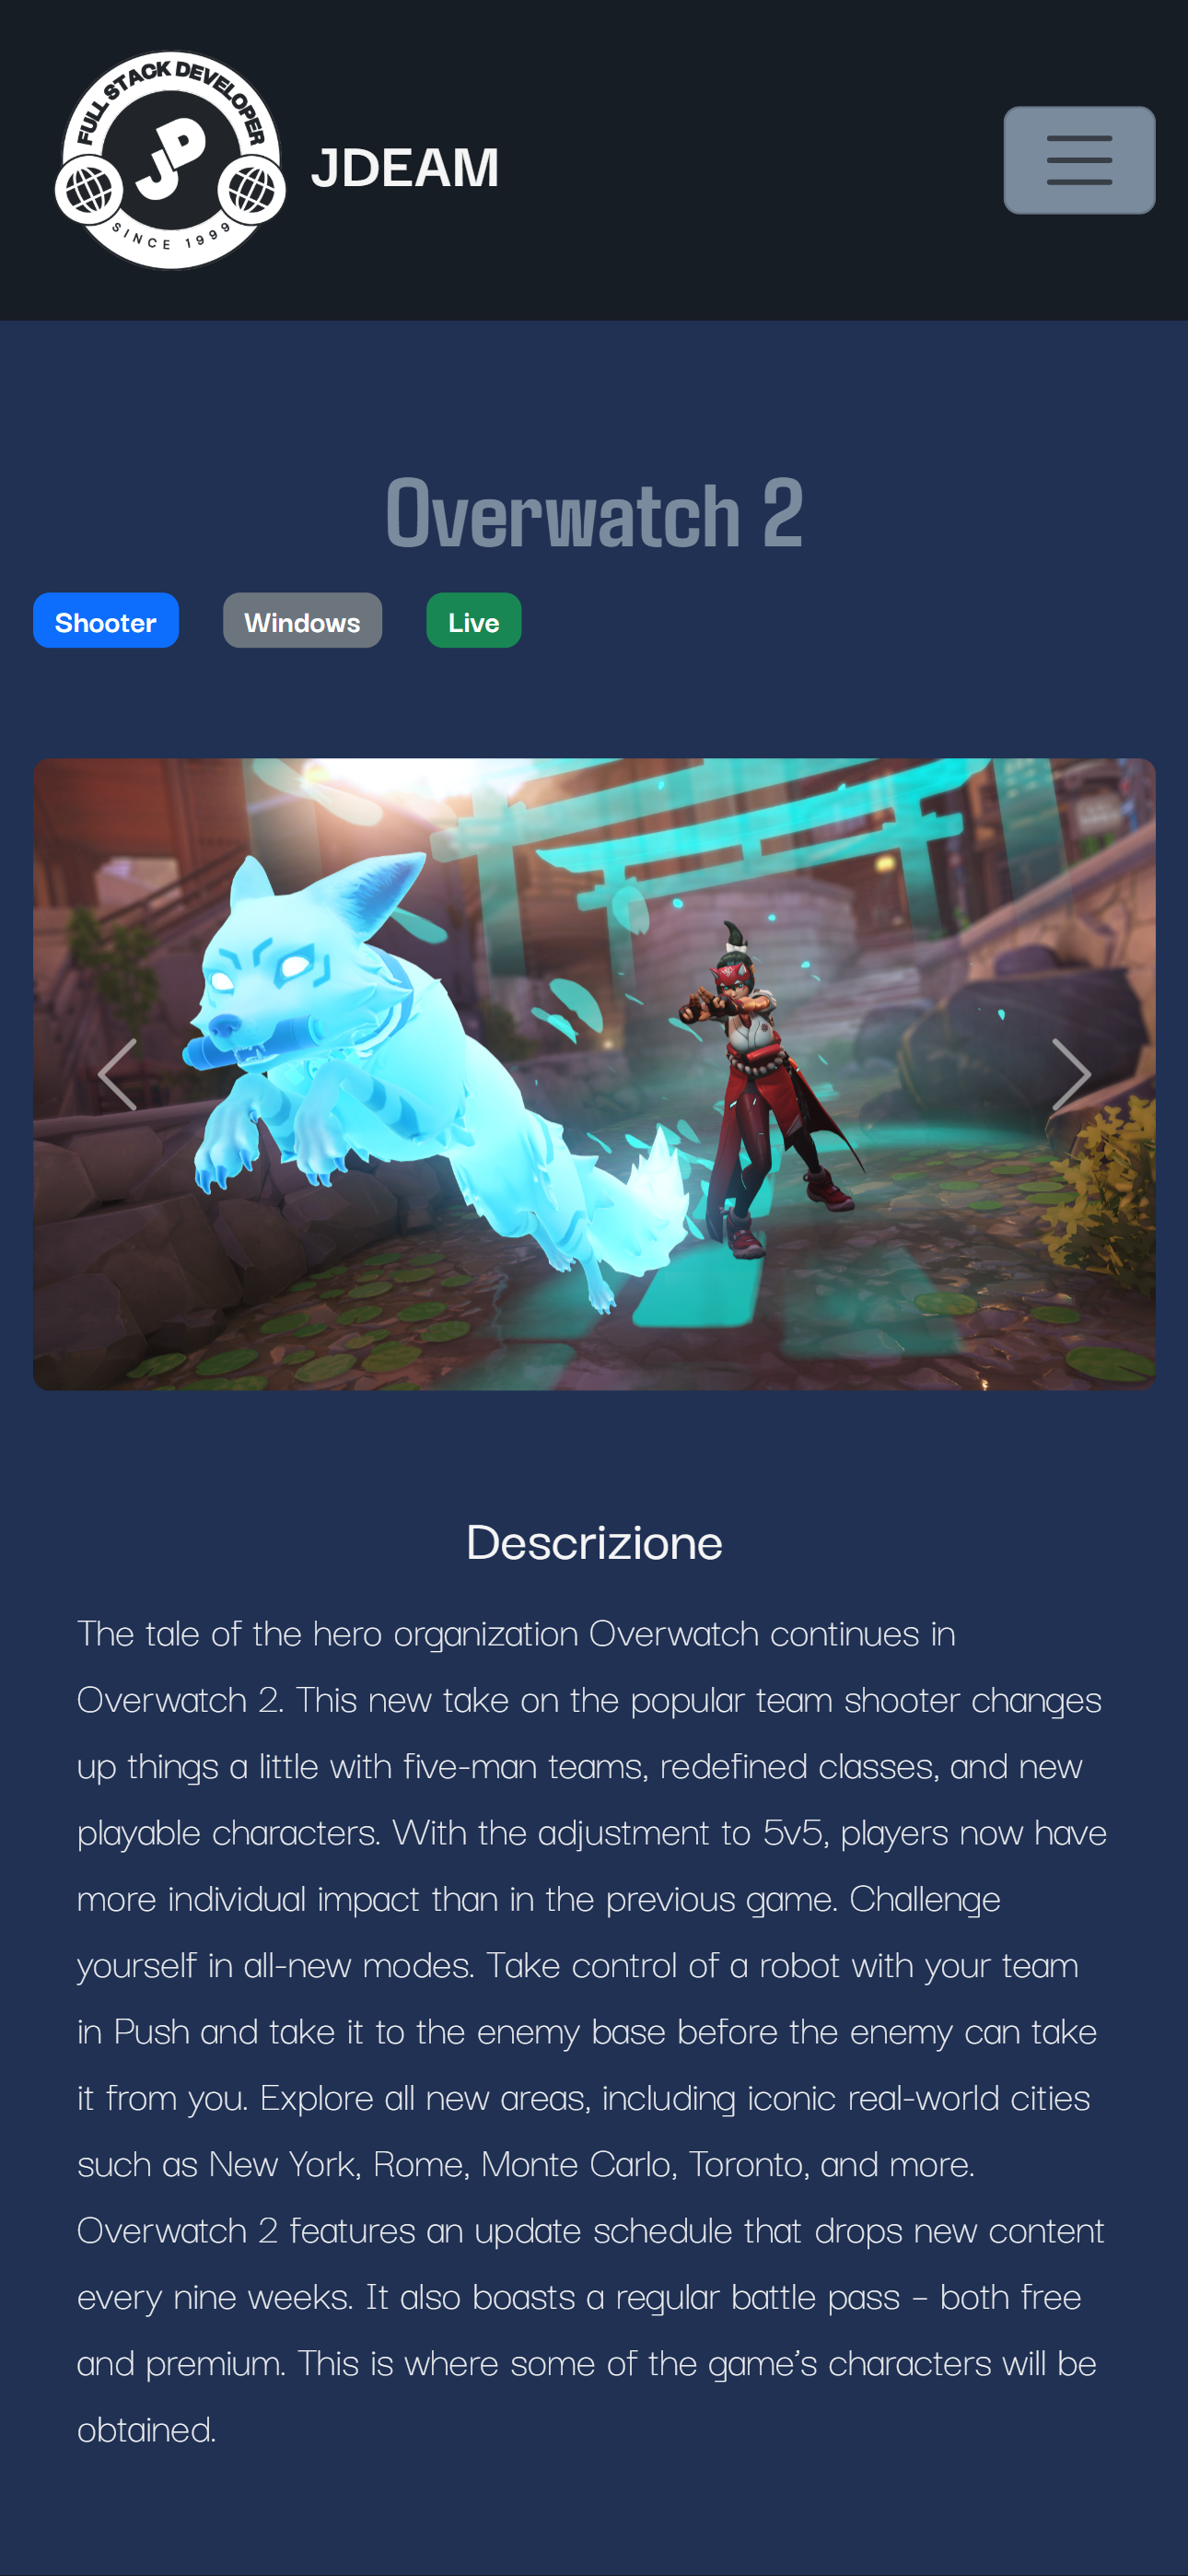 FULL STACK DEVELOPER
JP
SINCE 1999
JDEAM
Overwatch 2
Shooter
Windows
Live
Descrizione
The tale of the hero organization Overwatch continues in
Overwatch 2. This new take on the popular team shooter changes
up things a little with five-man teams, redefined classes, and new
playable characters. With the adjustment to 5v5, players now have
more individual impact than in the previous game. Challenge
yourself in all-new modes. Take control of a robot with your team
in Push and take it to the enemy base before the enemy can take
it from you. Explore all new areas, including iconic real-world cities
such as New York, Rome, Monte Carlo, Toronto, and more.
Overwatch 2 features an update schedule that drops new content
every nine weeks. It also boasts a regular battle pass – both free
and premium. This is where some of the game’s characters will be
obtained.